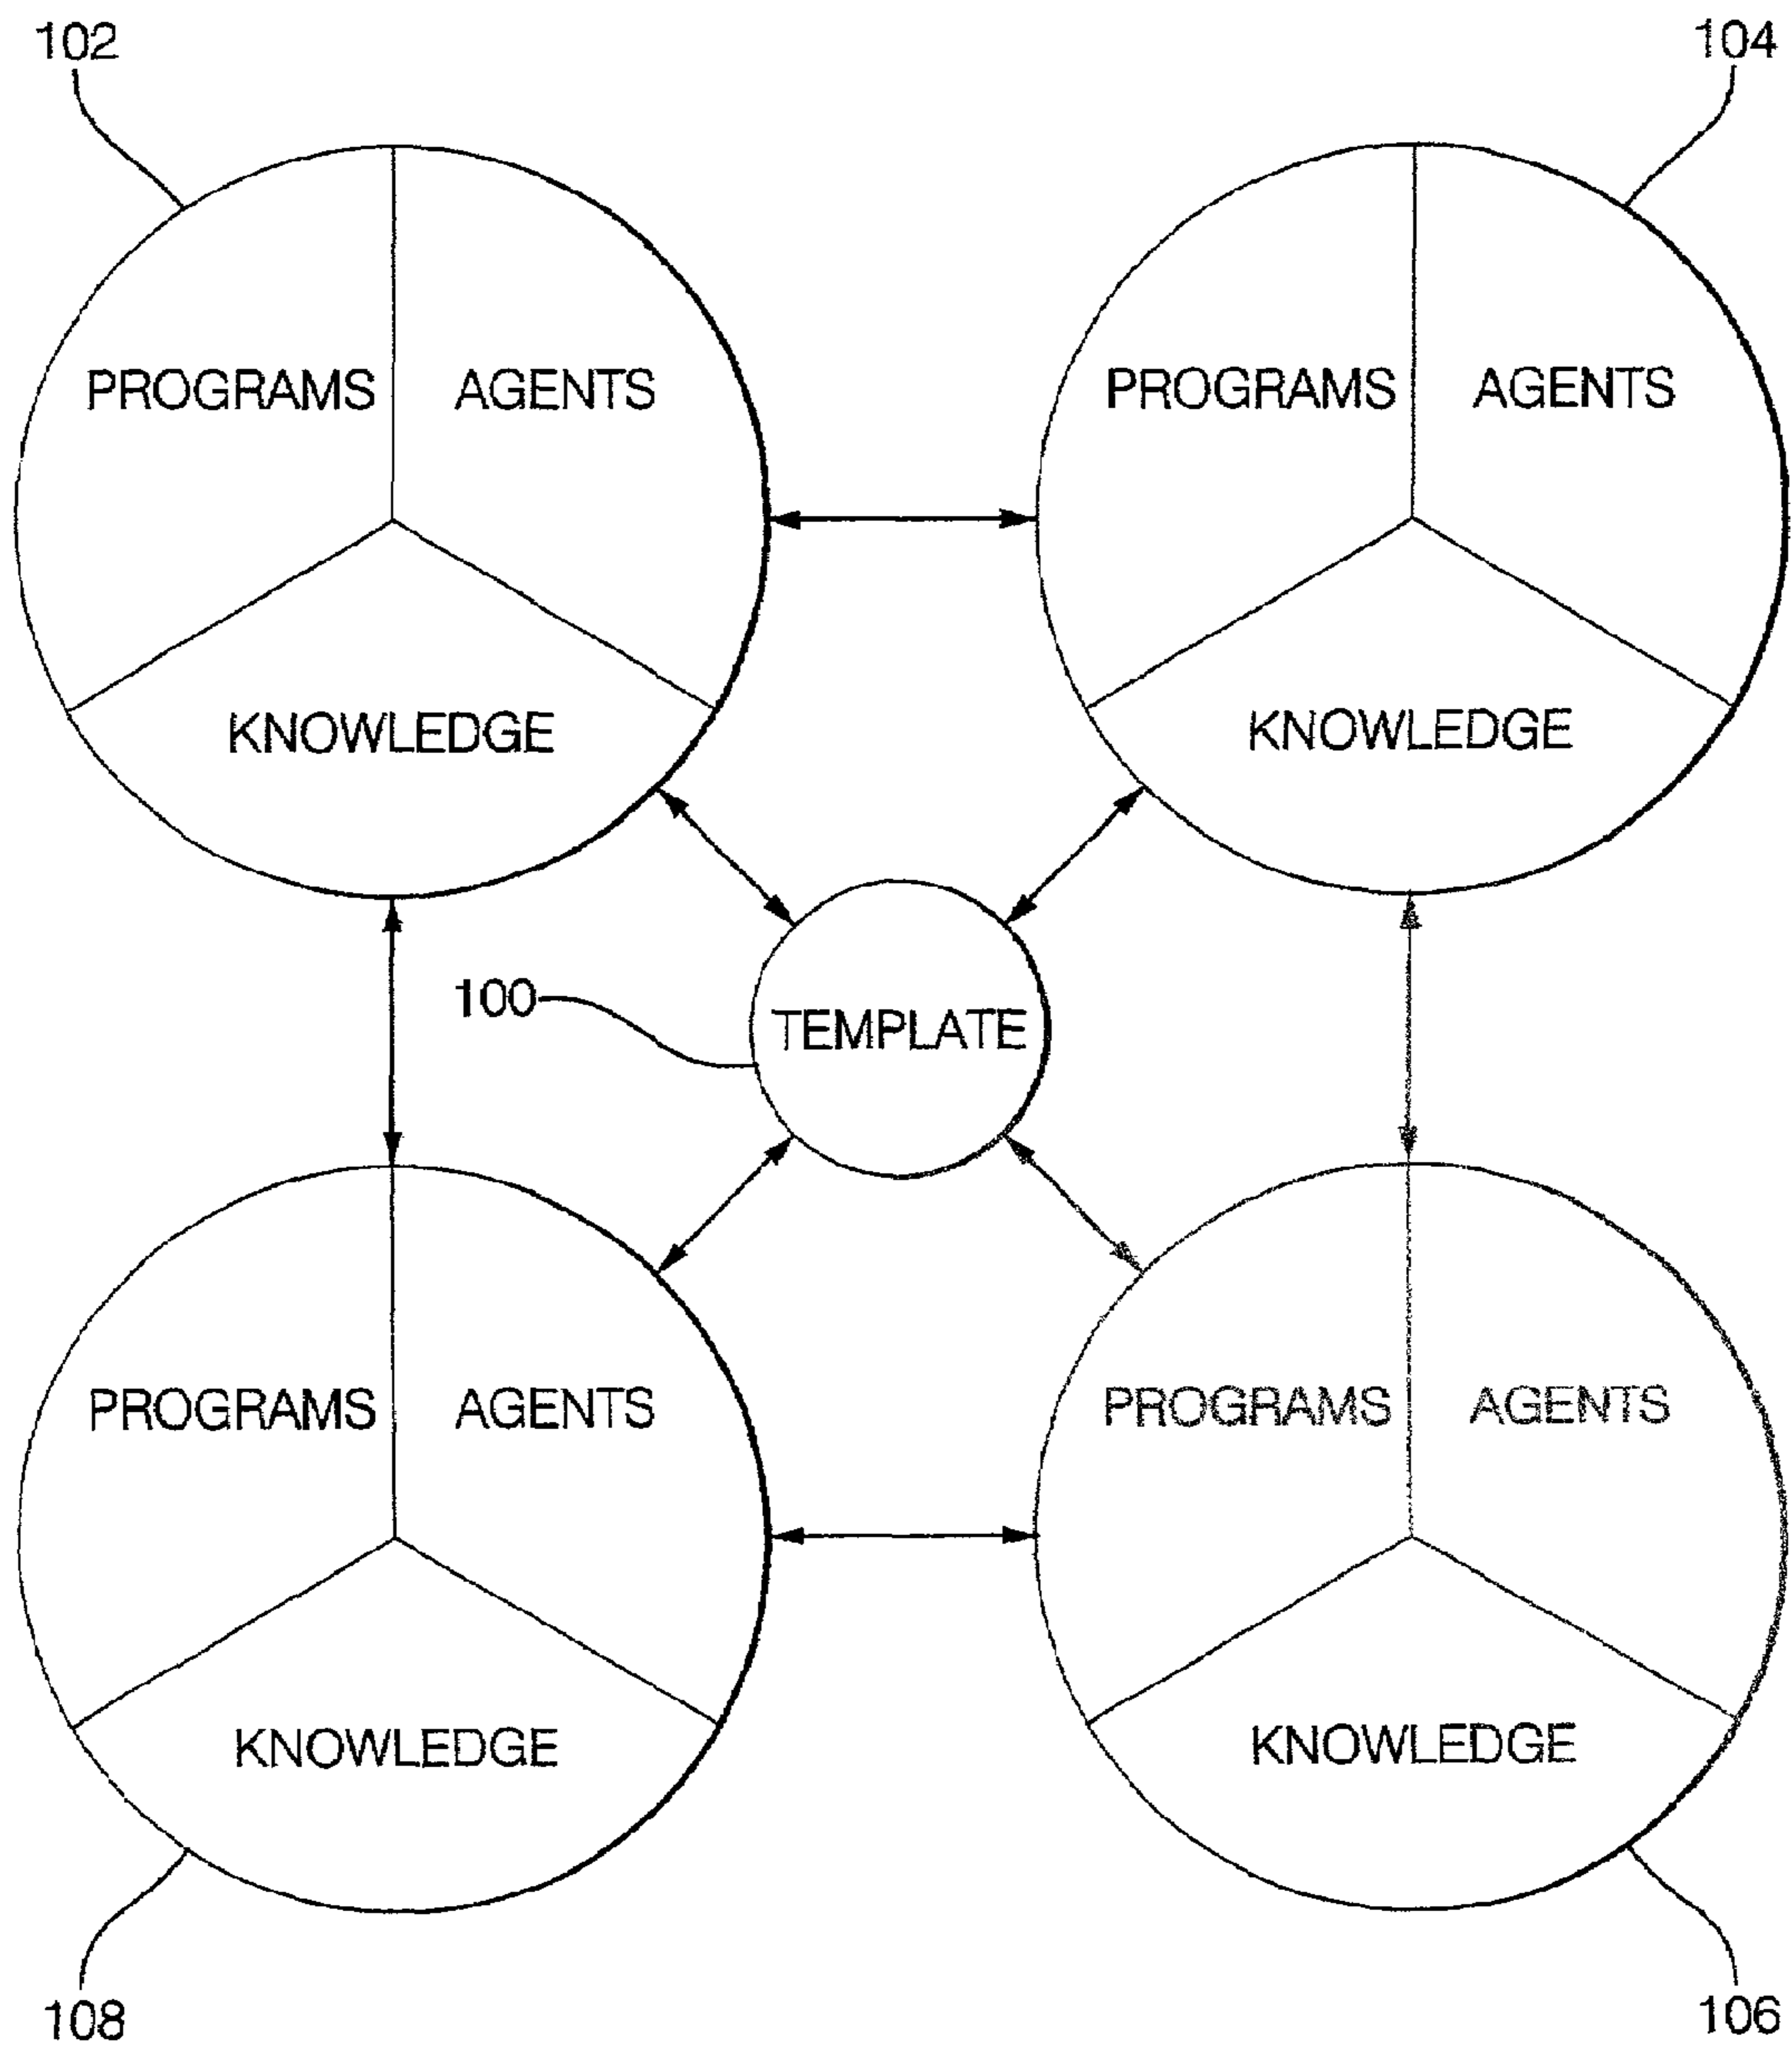 102
104
PROGRAMS AGENTS
PROGRAMS AGENTS
KNOWLEDGE
KNOWLEDGE
100
TEMPLATE
PROGRAMS AGENTS
PROGRAMS AGENTS
KNOWLEDGE
KNOWLEDGE
108
106